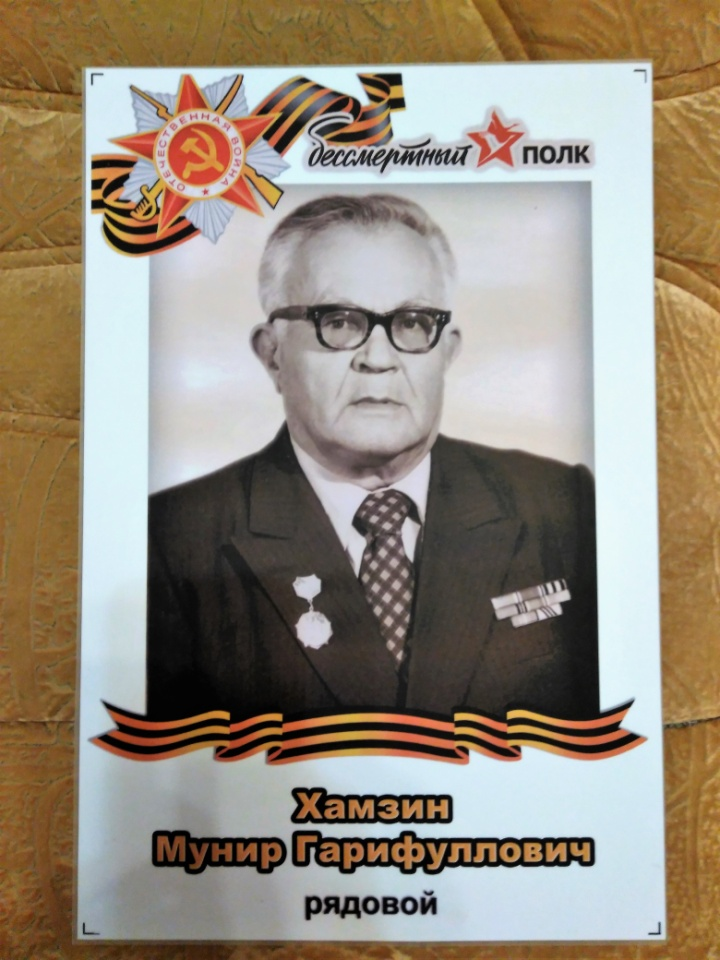 ОТЕЧЕСТВЕННАЯ ВОЙНА
бессмертный ПОЛК
Хамзин
Мунир Гарифуллович
рядовой